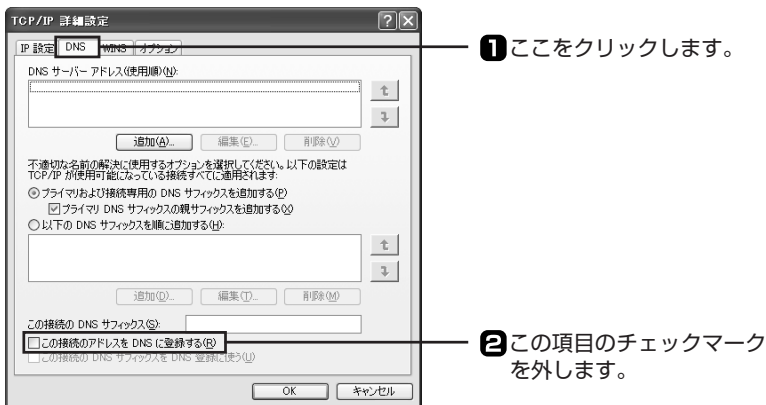 TCP/IP 詳細設定
IP 設定 DNS WINS オプション
1 ここをクリックします。
DNS サーバー アドレス(使用順)(N):
追加(A)... 編集(E)... 削除(V)
不適切な名前の解決に使用するオプションを選択してください。以下の設定は
TCP/IP が使用可能になっている接続すべてに適用されます:
プライマリおよび接続専用の DNS サフィックスを追加する(P)
プライマリ DNS サフィックスの親サフィックスを追加する(X)
以下の DNS サフィックスを順に追加する(H):
追加(D)... 編集(T)... 削除(M)
この接続の DNS サフィックス(S):
この接続のアドレスを DNS に登録する(R)
2 この項目のチェックマーク
を外します。
この接続の DNS サフィックスを DNS 登録に使う(U)
OK キャンセル